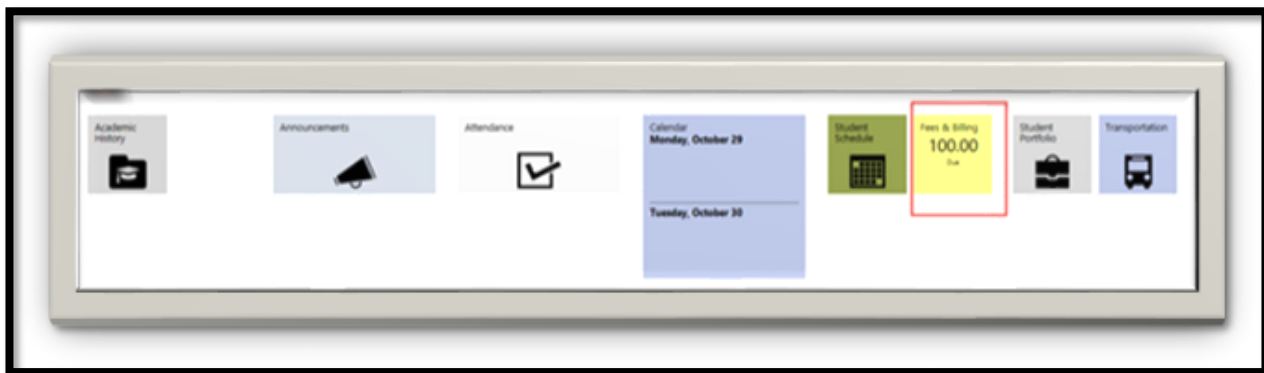 Academic
History
Announcements
Attendance
Calendar
Monday, October 29
Tuesday, October 30
Student
Schedule
Fees & Billing
100.00
Due
Student
Portfolio
Transportation